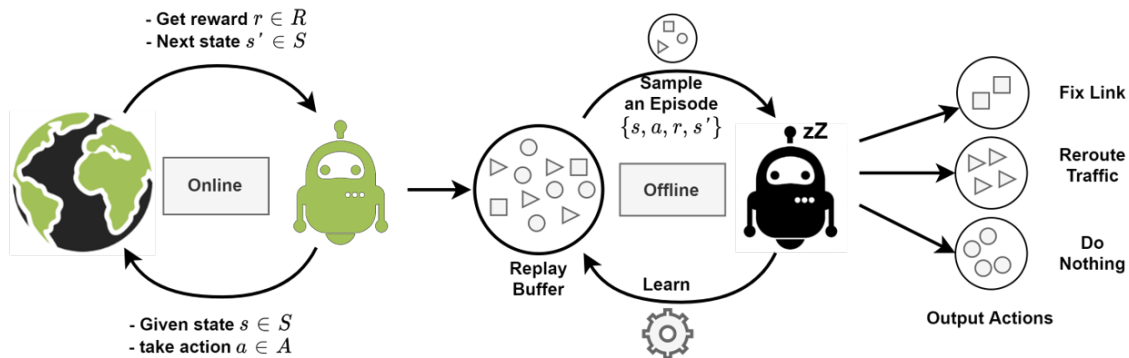 - Get reward r ∈ R
- Next state s' ∈ S
Online
- Given state s ∈ S
- take action a ∈ A
Replay
Buffer
Sample
an Episode
{s, a, r, s'}
Offline
Learn
zZ
Fix Link
Reroute
Traffic
Do
Nothing
Output Actions